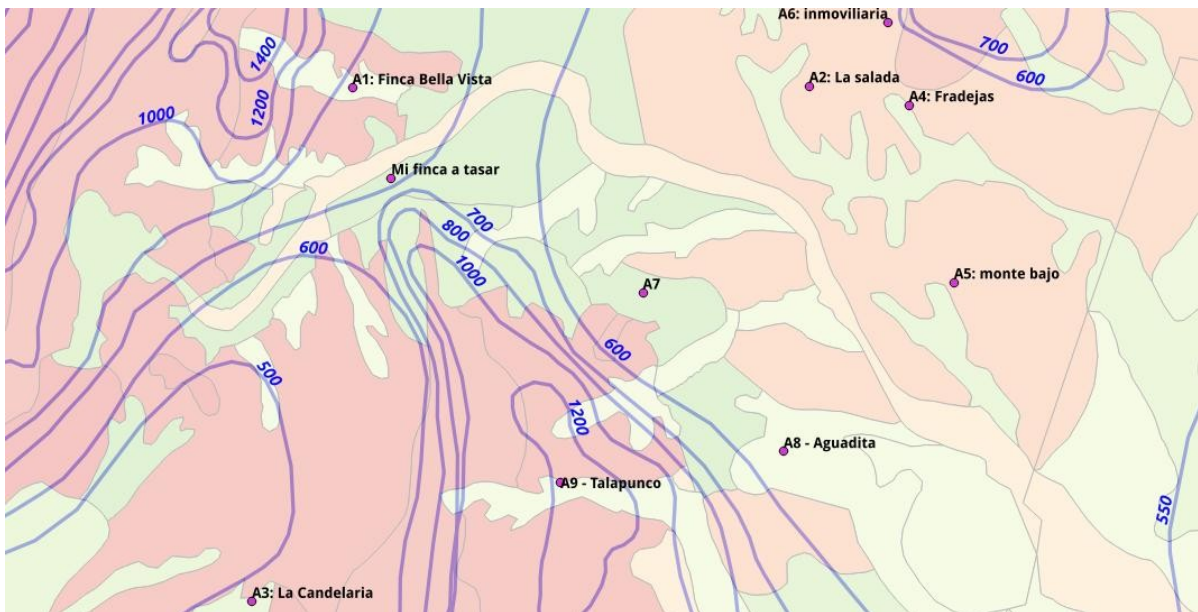 A6: inmoviliaria
1400
700
600
A1: Finca Bella Vista
A2: La salada
1200
A4: Fradejas
1000
Mi finca a tasar
700
800
600
1000
A5: monte bajo
A7
600
500
1200
A8 - Aguadita
A9 - Talapunco
550
A3: La Candelaria